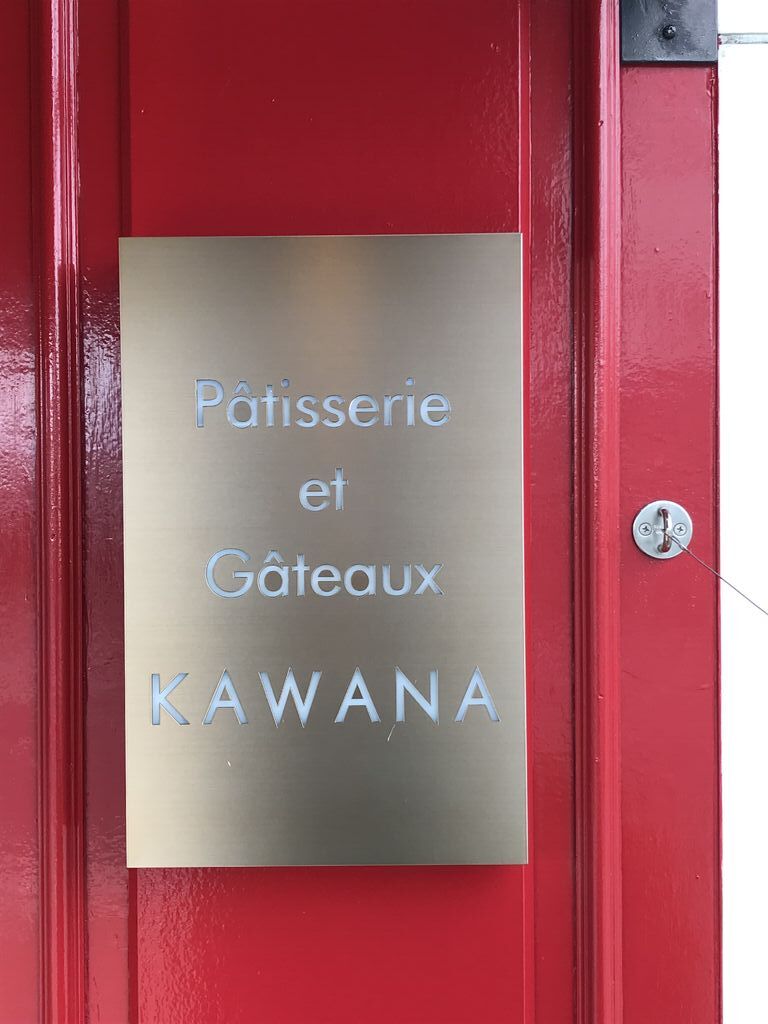 Pâtisserie
et
Gâteaux
KAWANA